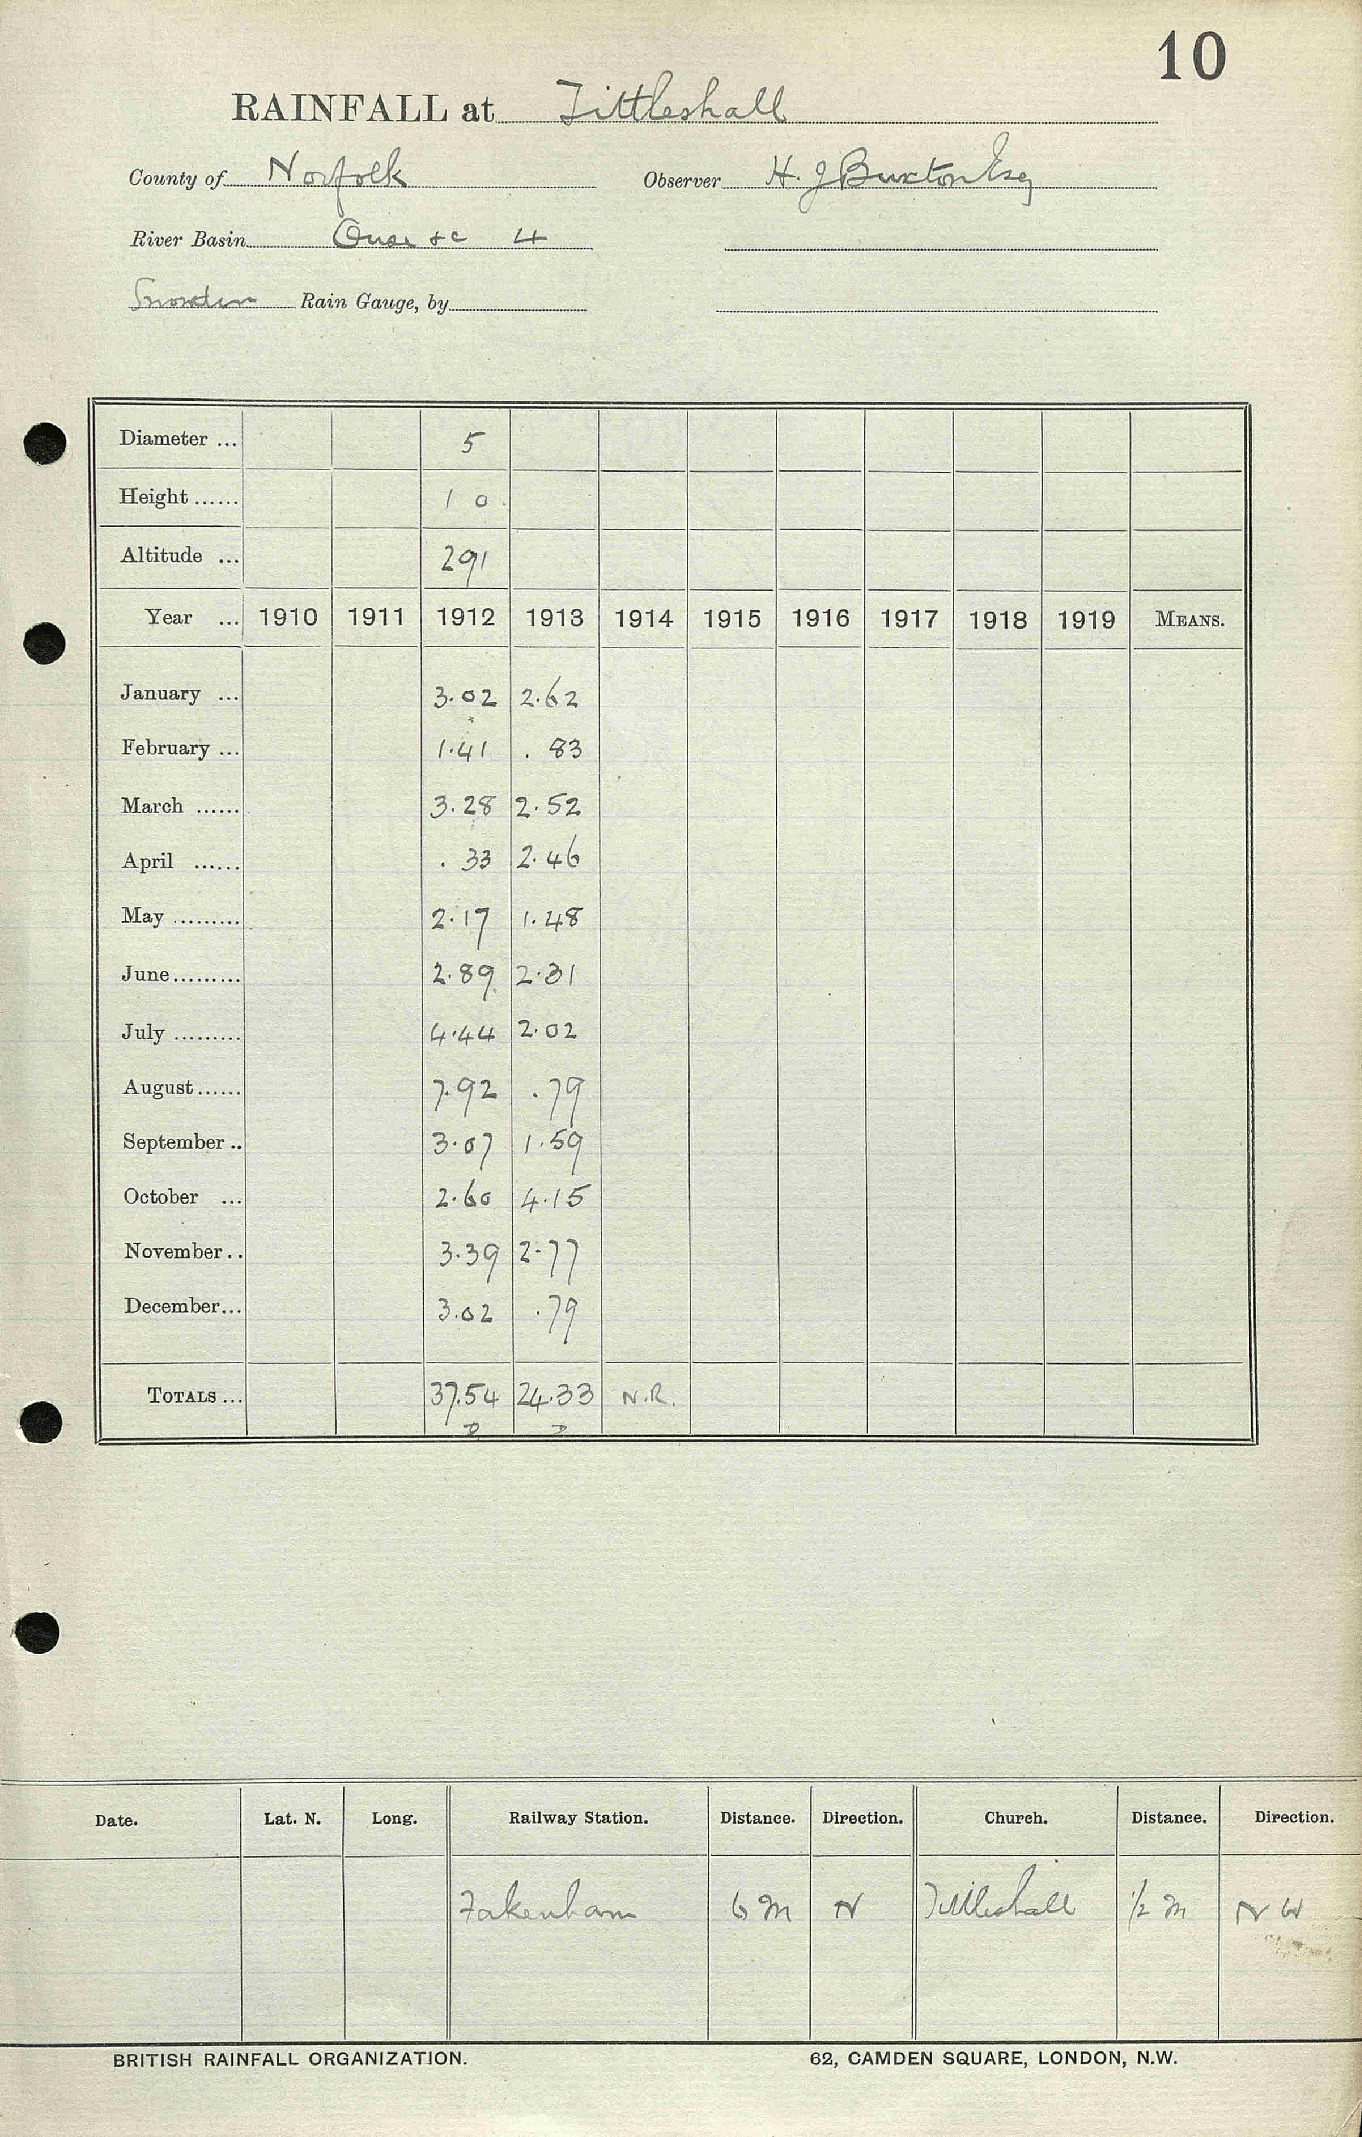 10
RAINFALL at Tittleshall
County of Norfolk Observer H. J Buxton Esq
River Basin Ouse &c 4
Snowdon Rain Gauge, by
Diameter ... 5
Height ...... 1 0
Altitude ... 291
Year ... 1910 1911 1912 1913 1914 1915 1916 1917 1918 1919 MEANS.
January ... 3.02 2.62
February ... 1.41 . 83
March ...... 3.28 2.52
April ...... . 33 2.46
May ......... 2.17 1.48
June......... 2.89 2.31
July ......... 4.44 2.02
August...... 7.92 .79
September .. 3.07 1.59
October ... 2.60 4.15
November.. 3.39 2.77
December... 3.02 .79
TOTALS ... 37.54 24.33 N.R.
Date. Lat. N. Long. Railway Station. Distance. Direction. Church. Distance. Direction.
Fakenham 6 m N Tittleshall 1/2 m N W
BRITISH RAINFALL ORGANIZATION. 62, CAMDEN SQUARE, LONDON, N.W.